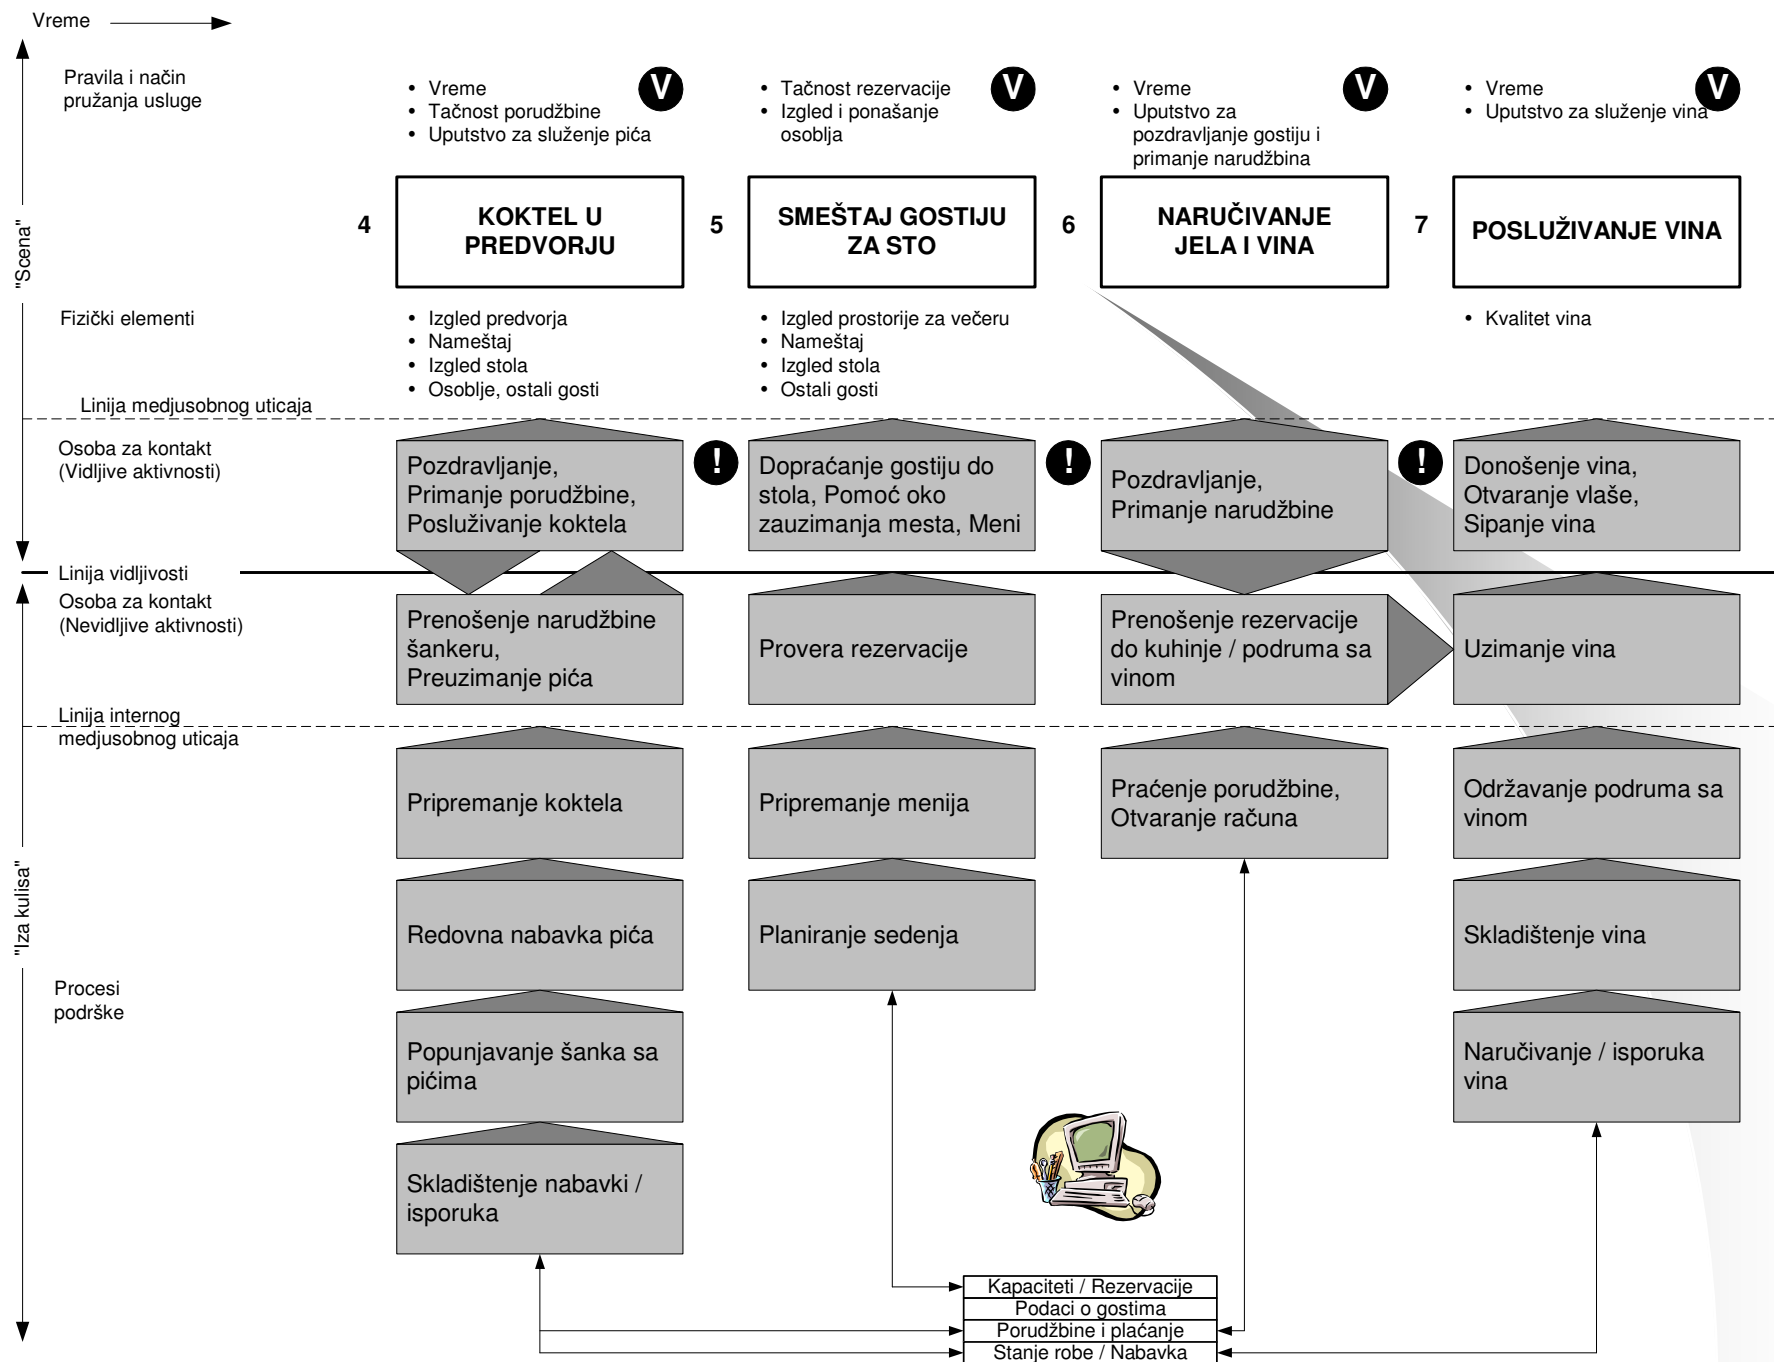 Vreme
"Scena"
"Iza kulisa"
Pravila i način
pružanja usluge
• Vreme
• Tačnost porudžbine
• Uputstvo za služenje pića
V
• Tačnost rezervacije
• Izgled i ponašanje
osoblja
V
• Vreme
• Uputstvo za
pozdravljanje gostiju i
primanje narudžbina
V
• Vreme
• Uputstvo za služenje vina
V
4
KOKTEL U
PREDVORJU
5
SMEŠTAJ GOSTIJU
ZA STO
6
NARUČIVANJE
JELA I VINA
7
POSLUŽIVANJE VINA
Fizički elementi
• Izgled predvorja
• Nameštaj
• Izgled stola
• Osoblje, ostali gosti
• Izgled prostorije za večeru
• Nameštaj
• Izgled stola
• Ostali gosti
• Kvalitet vina
Linija medjusobnog uticaja
Osoba za kontakt
(Vidljive aktivnosti)
Pozdravljanje,
Primanje porudžbine,
Posluživanje koktela
!
Dopraćanje gostiju do
stola, Pomoć oko
zauzimanja mesta, Meni
!
Pozdravljanje,
Primanje narudžbine
!
Donošenje vina,
Otvaranje vlaše,
Sipanje vina
Linija vidljivosti
Osoba za kontakt
(Nevidljive aktivnosti)
Prenošenje narudžbine
šankeru,
Preuzimanje pića
Provera rezervacije
Prenošenje rezervacije
do kuhinje / podruma sa
vinom
Uzimanje vina
Linija internog
medjusobnog uticaja
Pripremanje koktela
Pripremanje menija
Praćenje porudžbine,
Otvaranje računa
Održavanje podruma sa
vinom
Redovna nabavka pića
Planiranje sedenja
Skladištenje vina
Procesi
podrške
Popunjavanje šanka sa
pićima
Naručivanje / isporuka
vina
Skladištenje nabavki /
isporuka
Kapaciteti / Rezervacije
Podaci o gostima
Porudžbine i plaćanje
Stanje robe / Nabavka